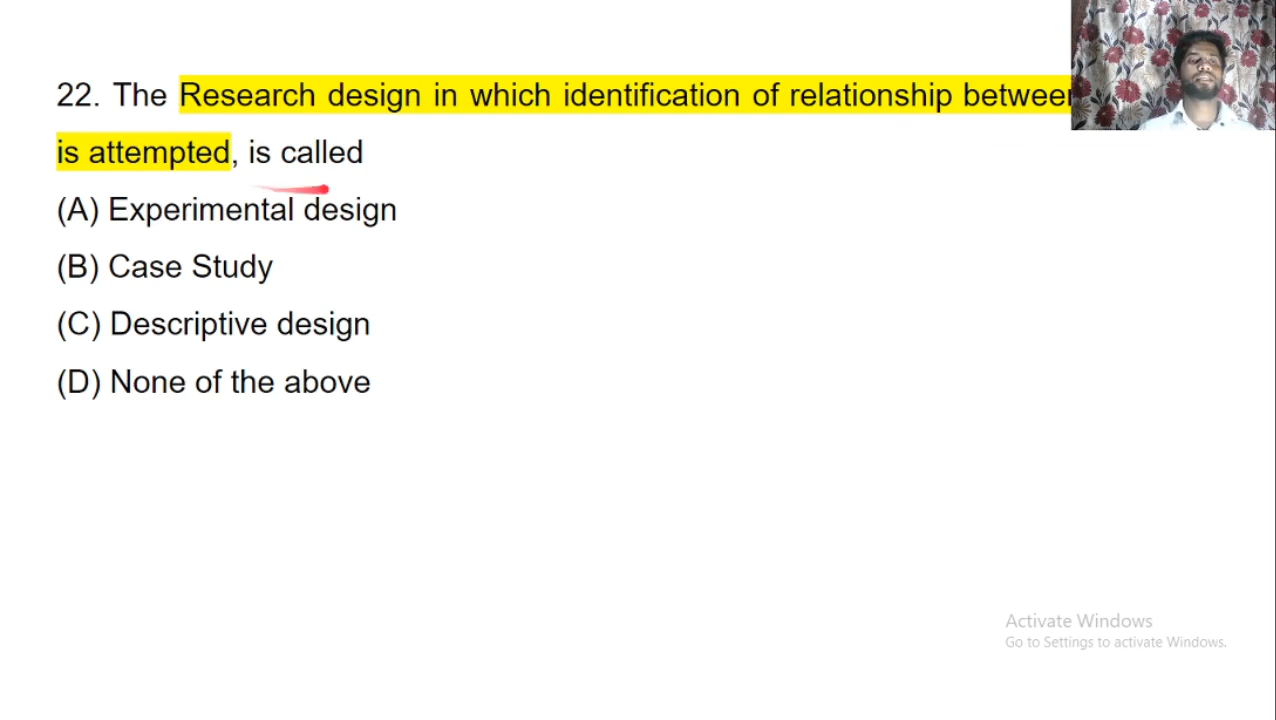 22. The Research design in which identification of relationship between
is attempted, is called
(A) Experimental design
(B) Case Study
(C) Descriptive design
(D) None of the above
Activate Windows
Go to Settings to activate Windows.